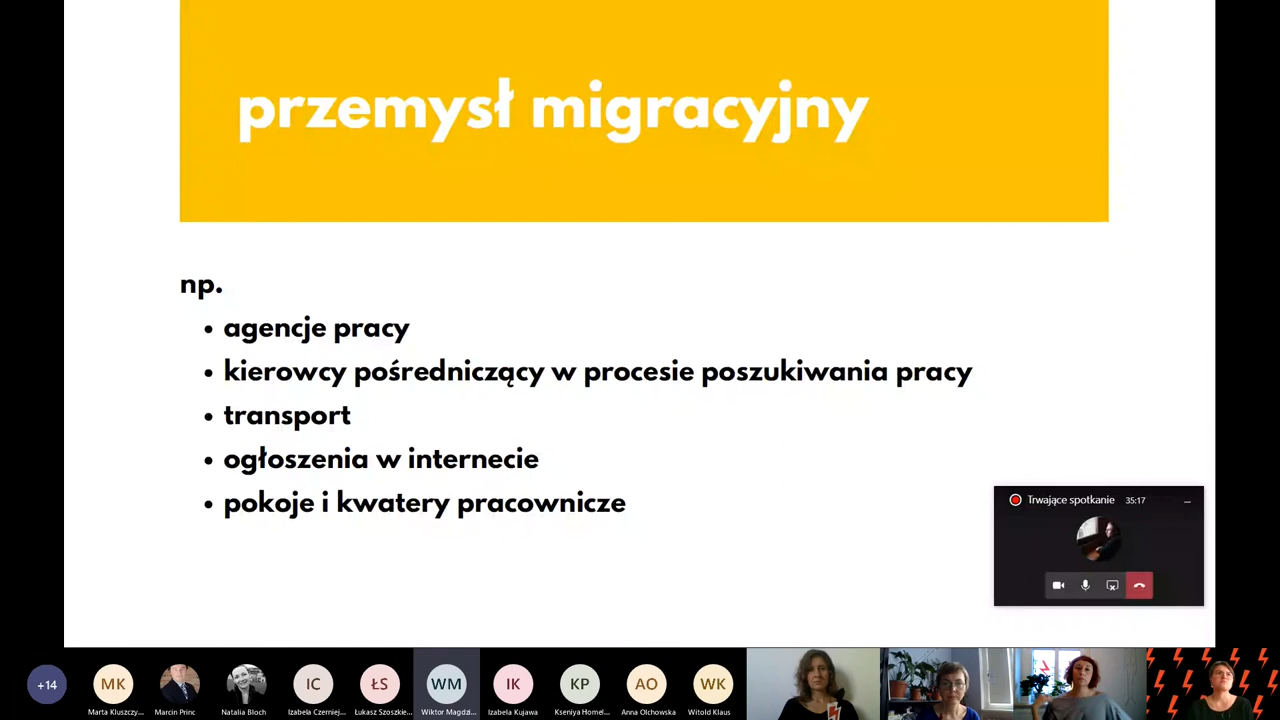 przemysł migracyjny
np.
• agencje pracy
• kierowcy pośredniczący w procesie poszukiwania pracy
• transport
• ogłoszenia w internecie
• pokoje i kwatery pracownicze
Trwające spotkanie 35:17
+14
MK
IC
ŁS
WM
IK
KP
AO
WK
Marta Kluszczy...
Marcin Princ
Natalia Bloch
Izabela Czerniej...
Łukasz Szoszkie...
Wiktor Magdzi...
Izabela Kujawa
Kseniya Homel...
Anna Olchowska
Witold Klaus